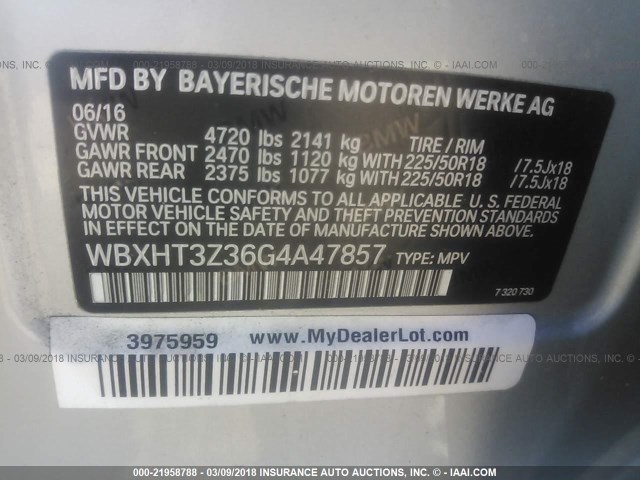 MFD BY BAYERISCHE MOTOREN WERKE AG
06/16
GVWR 4720 lbs 2141 kg TIRE / RIM
GAWR FRONT 2470 lbs 1120 kg WITH 225/50R18 /7.5Jx18
GAWR REAR 2375 lbs 1077 kg WITH 225/50R18 /7.5Jx18
THIS VEHICLE CONFORMS TO ALL APPLICABLE U. S. FEDERAL
MOTOR VEHICLE SAFETY AND THEFT PREVENTION STANDARDS
IN EFFECT ON THE DATE OF MANUFACTURE SHOWN ABOVE.
WBXHT3Z36G4A47857 TYPE: MPV
7 320 730
3975959 www.MyDealerLot.com
000-21958788 - 03/09/2018 INSURANCE AUTO AUCTIONS - © - IAAI.COM